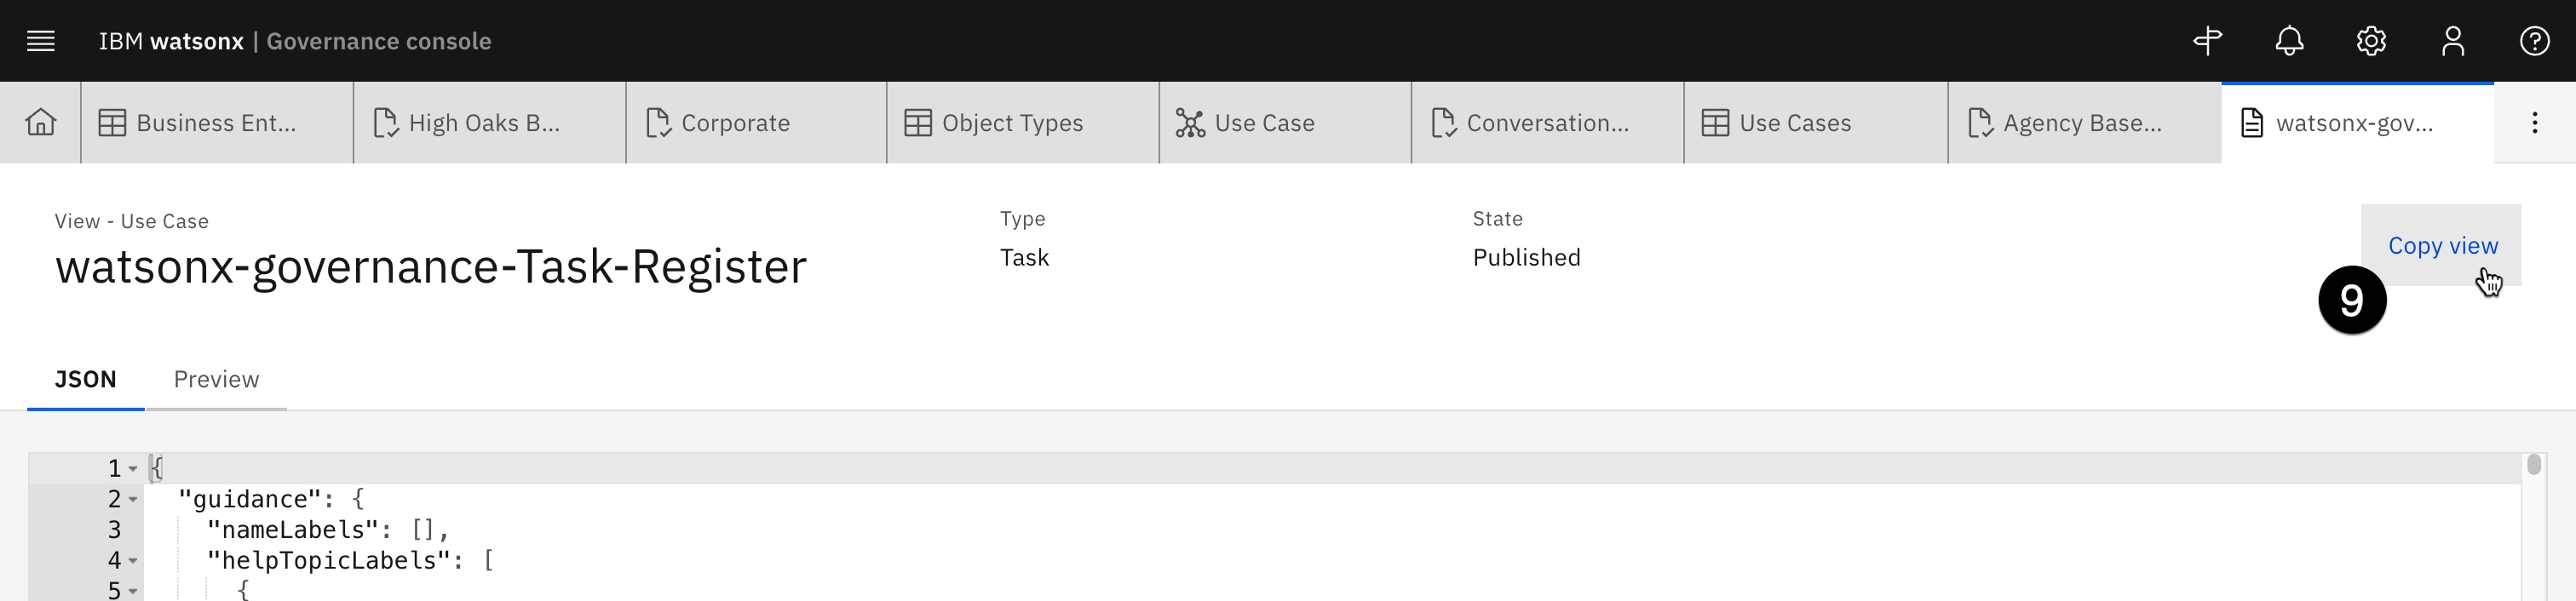 IBM watsonx | Governance console
Business Ent...
High Oaks B...
Corporate
Object Types
Use Case
Conversation...
Use Cases
Agency Base...
watsonx-gov...
View - Use Case
watsonx-governance-Task-Register
Type
Task
State
Published
Copy view
9
JSON
Preview
1 {
2 "guidance": {
3 "nameLabels": [],
4 "helpTopicLabels": [
5 {